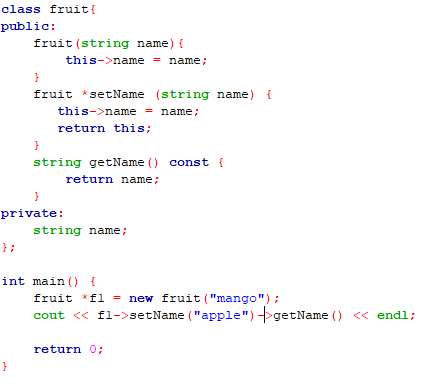 class fruit{
public:
    fruit(string name){
        this->name = name;
    }
    fruit *setName (string name) {
       this->name = name;
       return this;
    }
    string getName() const {
        return name;
    }
private:
    string name;
};

int main() {
    fruit *f1 = new fruit("mango");
    cout << f1->setName("apple")->getName() << endl;

    return 0;
}